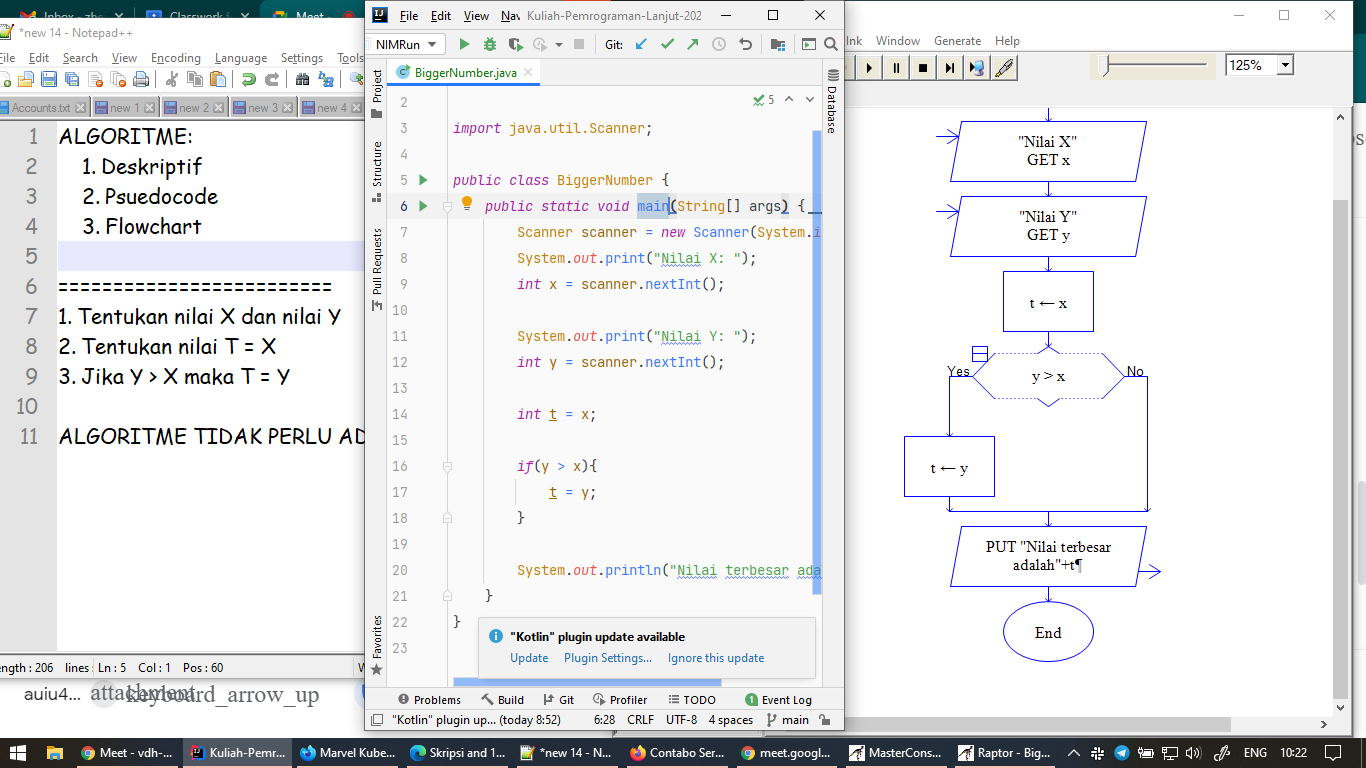 Inbox - zhe
Classwork f
Meet -
*new 14 - Notepad++
File Edit Search View Encoding Language Settings Tools
Accounts.txt new 1 new 2 new 3 new 4
1 ALGORITME:
2 1. Deskriptif
3 2. Psuedocode
4 3. Flowchart
5
6 =========================
7 1. Tentukan nilai X dan nilai Y
8 2. Tentukan nilai T = X
9 3. Jika Y > X maka T = Y
10
11 ALGORITME TIDAK PERLU AD
ength : 206 lines : Ln : 5 Col : 1 Pos : 60 W
auiu4... attachment keyboard_arrow_up
File Edit View Nav Kuliah-Pemrograman-Lanjut-202
NIMRun Git:
BiggerNumber.java
Project
Structure
Pull Requests
Favorites
Database
5
2
3 import java.util.Scanner;
4
5 public class BiggerNumber {
6 public static void main(String[] args) {
7 Scanner scanner = new Scanner(System.i
8 System.out.print("Nilai X: ");
9 int x = scanner.nextInt();
10
11 System.out.print("Nilai Y: ");
12 int y = scanner.nextInt();
13
14 int t = x;
15
16 if(y > x){
17 t = y;
18 }
19
20 System.out.println("Nilai terbesar ada
21 }
22 }
23
"Kotlin" plugin update available
Update Plugin Settings... Ignore this update
Problems Build Git Profiler TODO 1 Event Log
"Kotlin" plugin up... (today 8:52) 6:28 CRLF UTF-8 4 spaces main
Ink Window Generate Help
125%
"Nilai X"
GET x
"Nilai Y"
GET y
t ← x
Yes
y > x
No
t ← y
PUT "Nilai terbesar
adalah"+t¶
End
Meet - vdh-... Kuliah-Pemr... Marvel Kube... Skripsi and 1... *new 14 - N... Contabo Ser... meet.googl... MasterCons... Raptor - Big... ENG 10:22